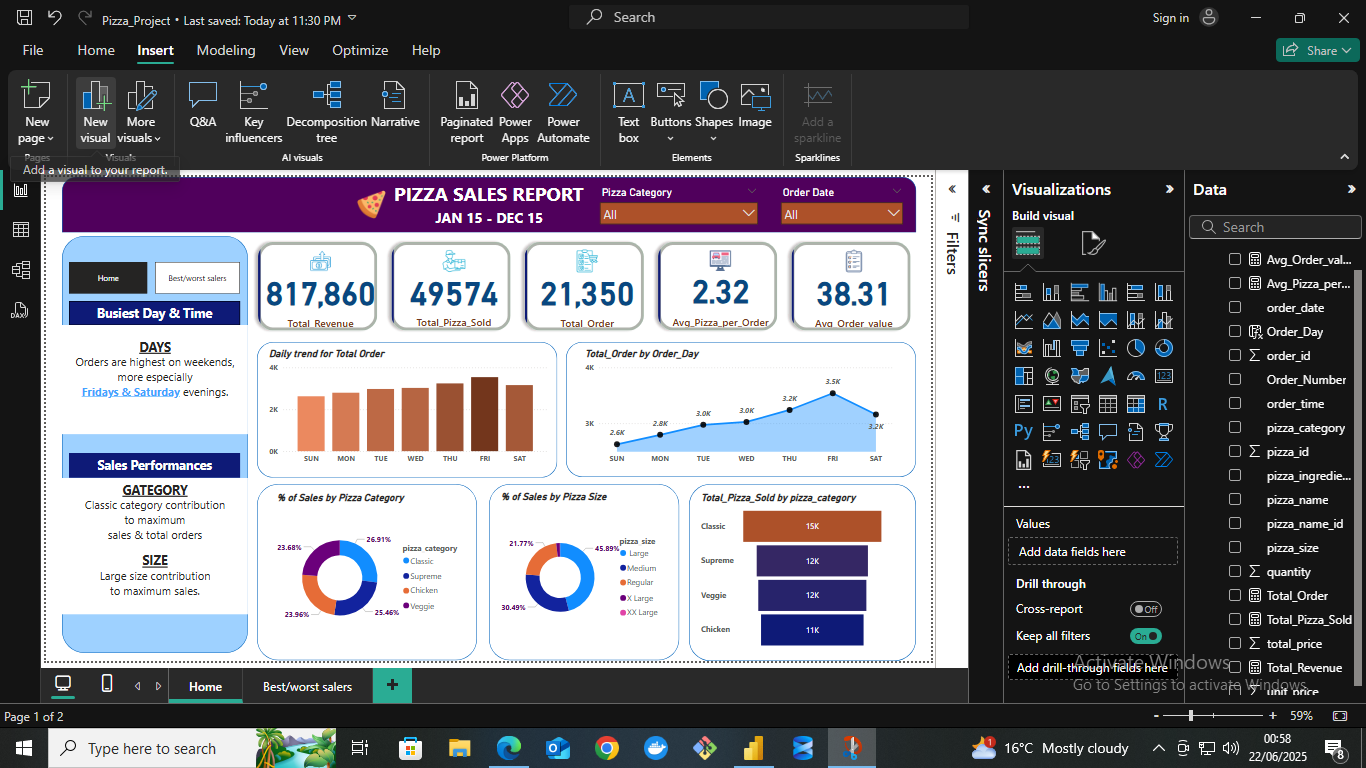 Pizza_Project • Last saved: Today at 11:30 PM
Search
Sign in
File
Home
Insert
Modeling
View
Optimize
Help
Share
New page
New visual
More visuals
Q&A
Key influencers
Decomposition tree
Narrative
Paginated report
Power Apps
Power Automate
Text box
Buttons
Shapes
Image
Add a sparkline
Pages
Visuals
AI visuals
Power Platform
Elements
Sparklines
Add a visual to your report.
PIZZA SALES REPORT
JAN 15 - DEC 15
Pizza Category
All
Order Date
All
Home
Best/worst salers
Busiest Day & Time
DAYS
Orders are highest on weekends,
more especially
Fridays & Saturday evenings.
Sales Performances
GATEGORY
Classic category contribution
to maximum
sales & total orders
SIZE
Large size contribution
to maximum sales.
817,860
Total_Revenue
49574
Total_Pizza_Sold
21,350
Total_Order
2.32
Avg_Pizza_per_Order
38.31
Avg_Order_value
Daily trend for Total Order
4K
2K
0K
SUN MON TUE WED THU FRI SAT
Total_Order by Order_Day
4K
3K
2.6K 2.8K 3.0K 3.0K 3.2K 3.5K 3.2K
SUN MON TUE WED THU FRI SAT
% of Sales by Pizza Category
23.68%
26.91%
23.96%
25.46%
pizza_category
Classic
Supreme
Chicken
Veggie
% of Sales by Pizza Size
21.77%
45.89%
30.49%
pizza_size
Large
Medium
Regular
X Large
XX Large
Total_Pizza_Sold by pizza_category
Classic 15K
Supreme 12K
Veggie 12K
Chicken 11K
Filters
Sync slicers
Visualizations
Build visual
R
Py
123
...
Values
Add data fields here
Drill through
Cross-report
Off
Keep all filters
On
Add drill-through fields here
Data
Search
Avg_Order_val...
Avg_Pizza_per...
order_date
Order_Day
order_id
Order_Number
order_time
pizza_category
pizza_id
pizza_ingredie...
pizza_name
pizza_name_id
pizza_size
quantity
Total_Order
Total_Pizza_Sold
total_price
Total_Revenue
unit_price
Activate Windows
Go to Settings to activate Windows.
Home
Best/worst salers
+
Page 1 of 2
- + 59%
Type here to search
1
16°C Mostly cloudy
00:58
22/06/2025
8